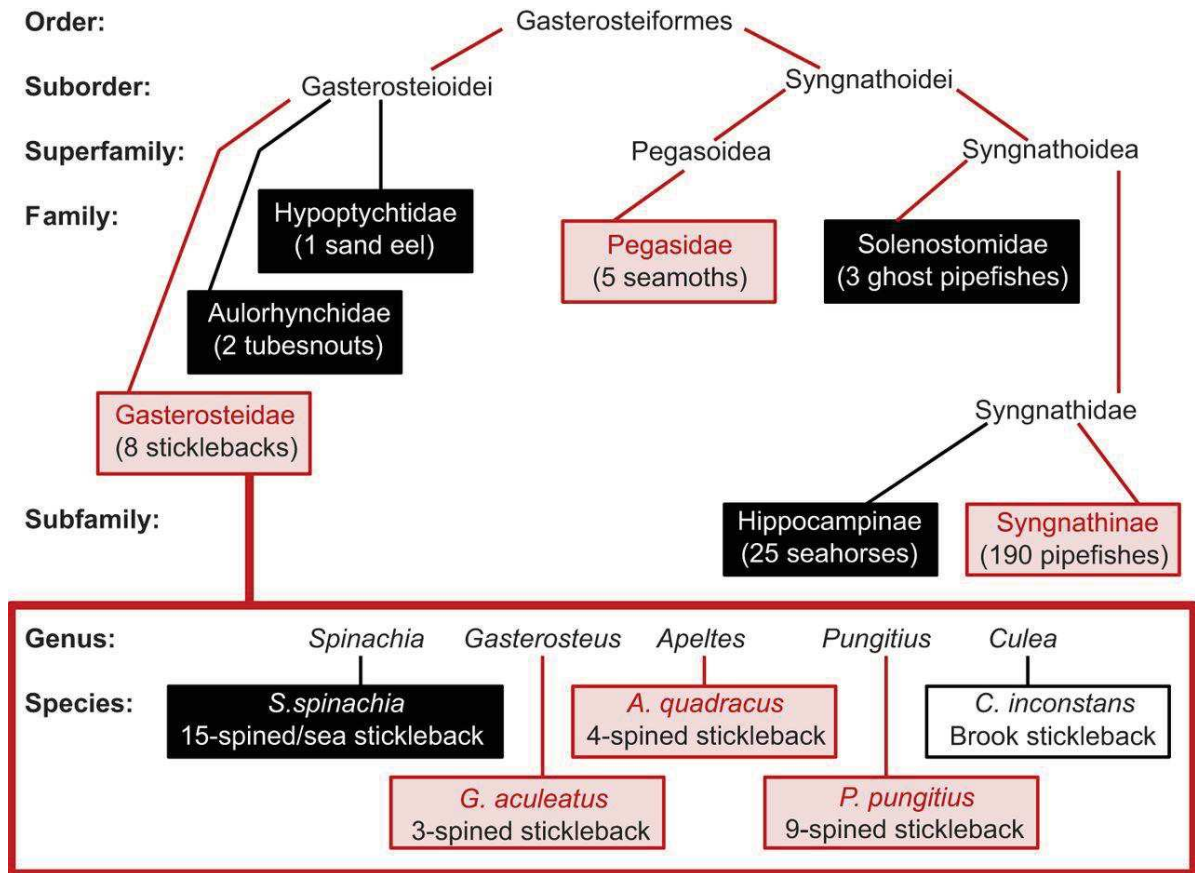 Order:
Gasterosteiformes
Suborder:
Gasterosteioidei
Syngnathoidei
Superfamily:
Pegasoidea
Syngnathoidea
Family:
Hypoptychtidae
(1 sand eel)
Pegasidae
(5 seamoths)
Solenostomidae
(3 ghost pipefishes)
Aulorhynchidae
(2 tubesnouts)
Gasterosteidae
(8 sticklebacks)
Syngnathidae
Subfamily:
Hippocampinae
(25 seahorses)
Syngnathinae
(190 pipefishes)
Genus:
Spinachia
Gasterosteus
Apeltes
Pungitius
Culea
Species:
S.spinachia
15-spined/sea stickleback
A. quadracus
4-spined stickleback
C. inconstans
Brook stickleback
G. aculeatus
3-spined stickleback
P. pungitius
9-spined stickleback